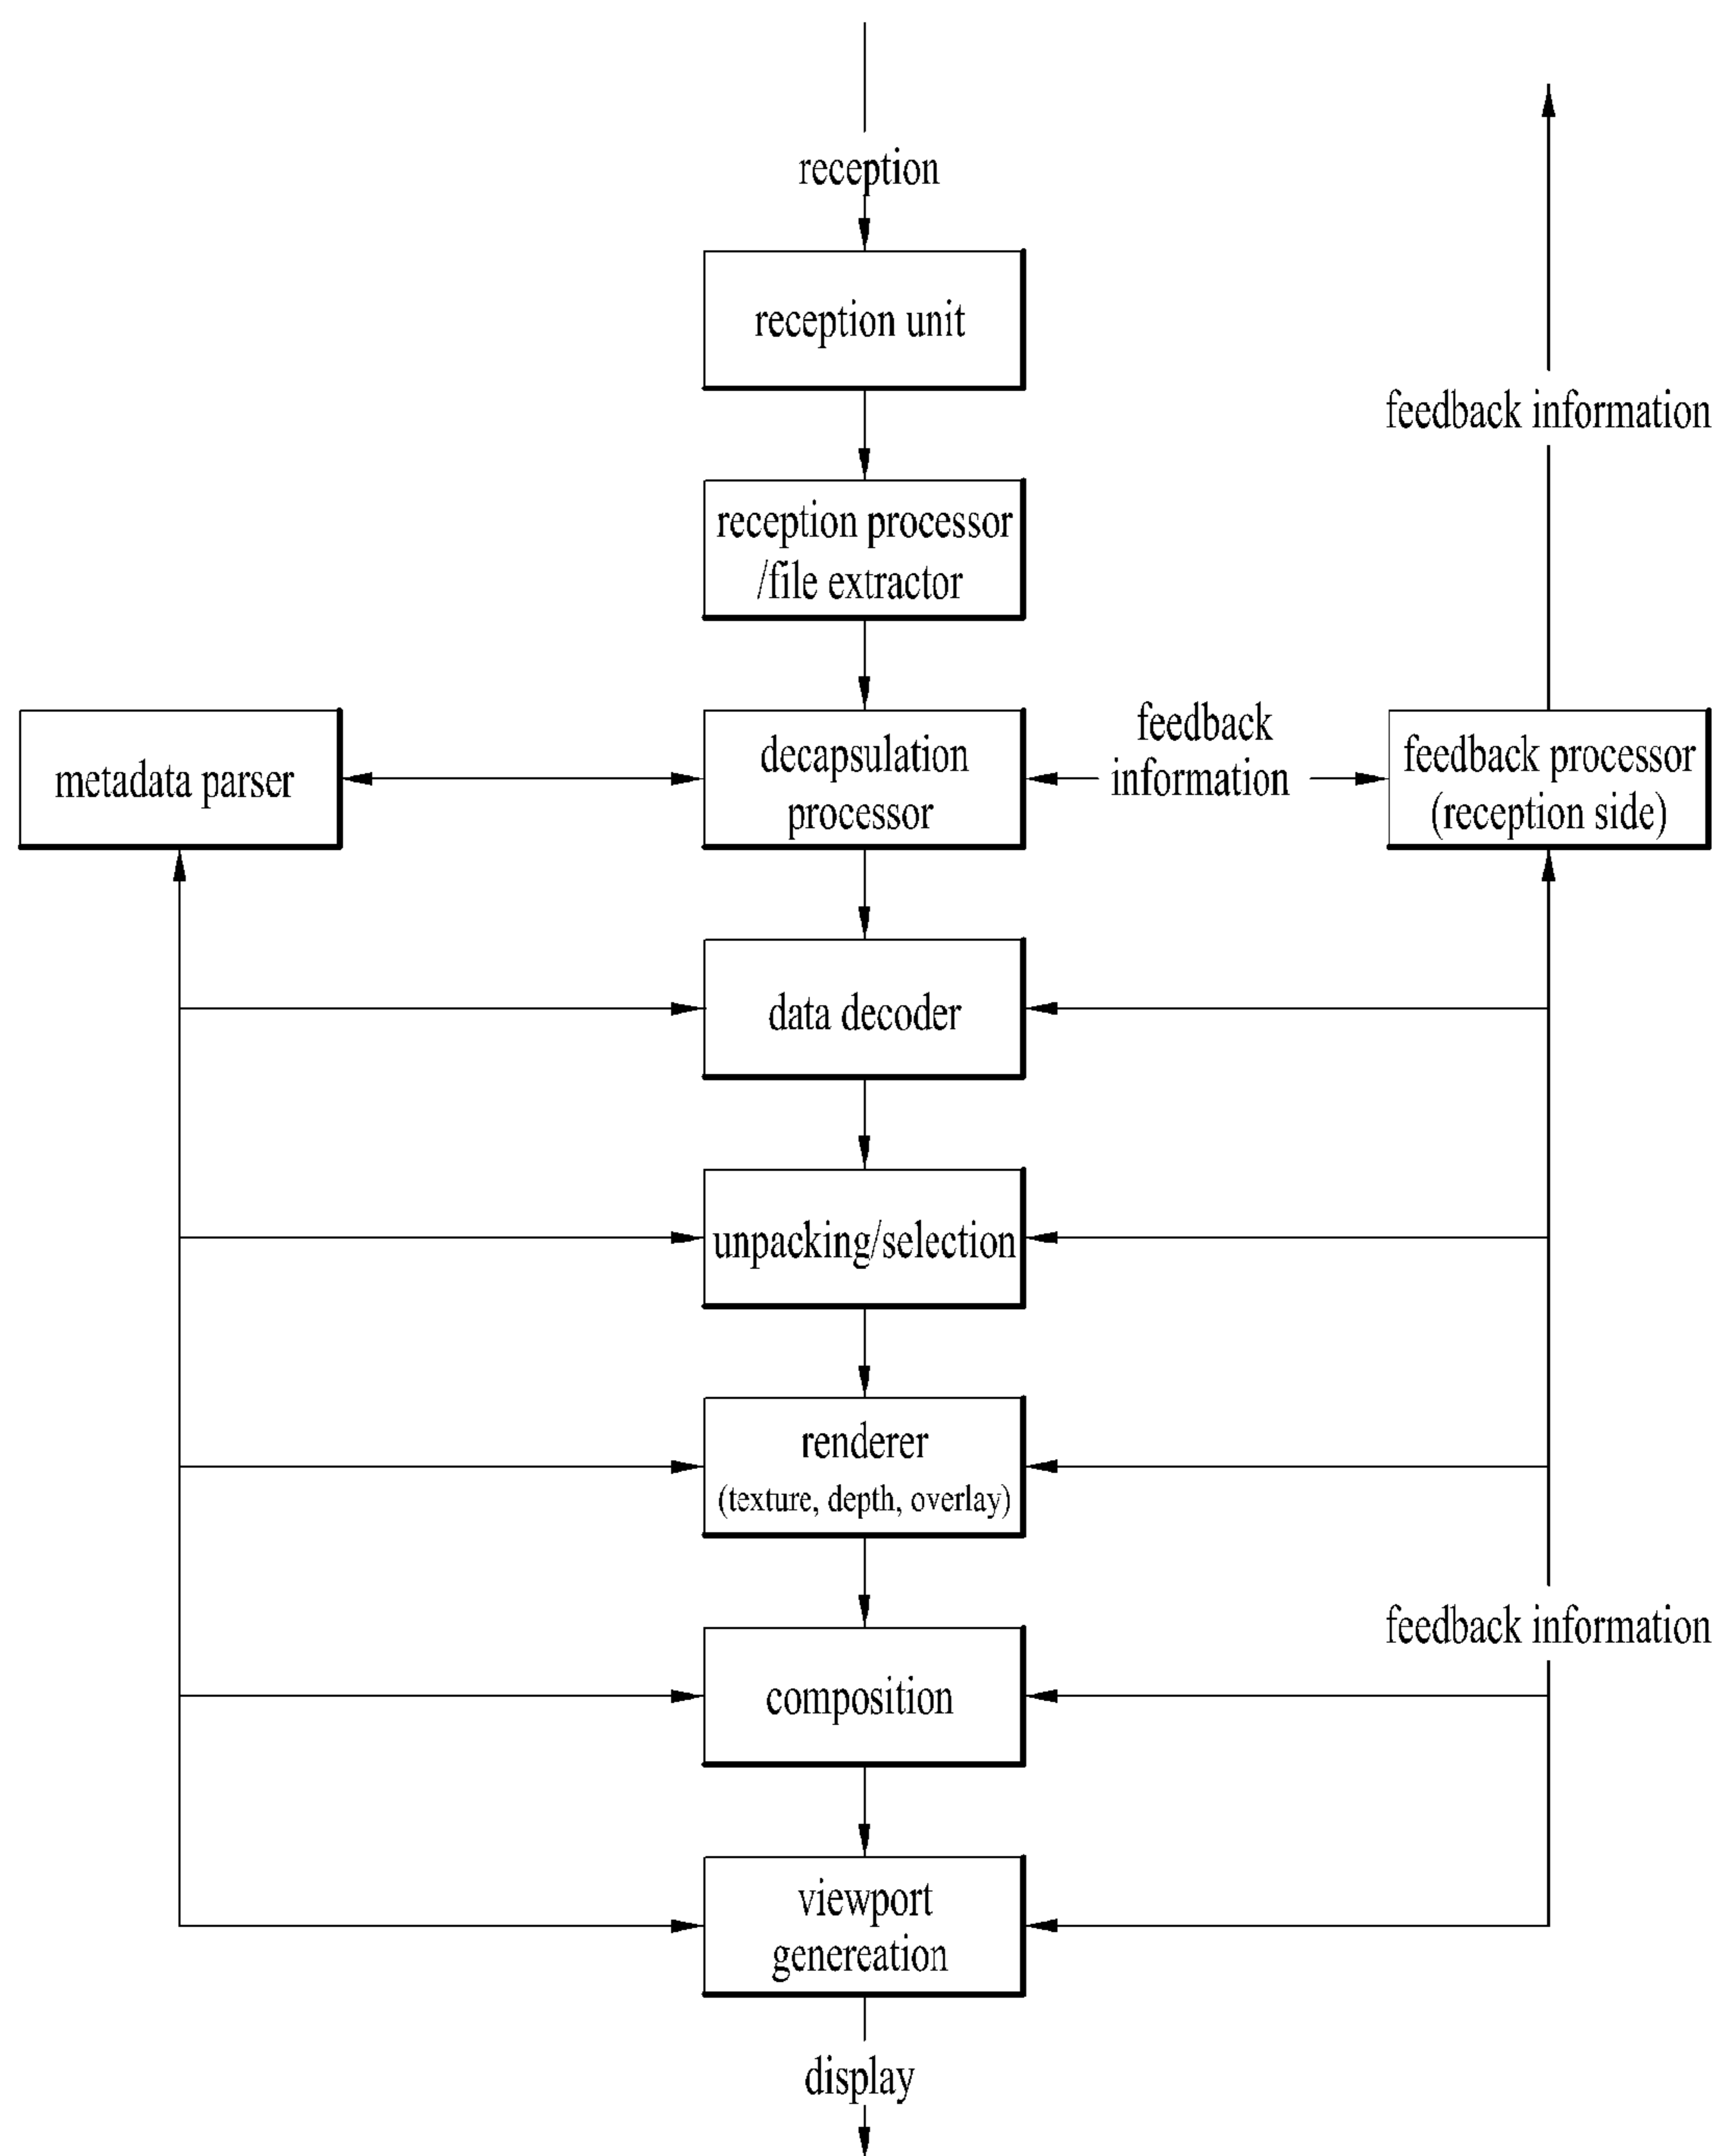 reception
reception unit
feedback information
reception processor
/file extractor
metadata parser
decapsulation
processor
feedback
information
feedback processor
(reception side)
data decoder
unpacking/selection
renderer
(texture, depth, overlay)
feedback information
composition
viewport
genereation
display